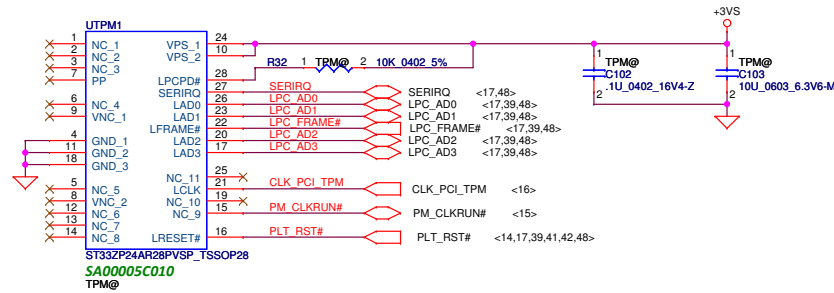 +3VS
UTPM1
1 NC_1 VPS_1 24
2 NC_2 VPS_2 10
3 NC_3
7 PP LPCPD# 28 R32 1 TPM@ 2 10K_0402_5%
SERIRQ 27 SERIRQ SERIRQ <17,48>
6 NC_4 LAD0 26 LPC_AD0 LPC_AD0 <17,39,48>
9 VNC_1 LAD1 23 LPC_AD1 LPC_AD1 <17,39,48>
LFRAME# 22 LPC_FRAME# LPC_FRAME# <17,39,48>
4 GND_1 LAD2 20 LPC_AD2 LPC_AD2 <17,39,48>
11 GND_2 LAD3 17 LPC_AD3 LPC_AD3 <17,39,48>
18 GND_3
NC_11 25
5 NC_5 LCLK 21 CLK_PCI_TPM CLK_PCI_TPM <16>
8 VNC_2 NC_10 19
12 NC_6 NC_9 15 PM_CLKRUN# PM_CLKRUN# <15>
13 NC_7
14 NC_8 LRESET# 16 PLT_RST# PLT_RST# <14,17,39,41,42,48>
ST33ZP24AR28PVSP_TSSOP28
SA00005C010
TPM@
1 TPM@
C102
2 .1U_0402_16V4-Z
1 TPM@
C103
2 10U_0603_6.3V6-M